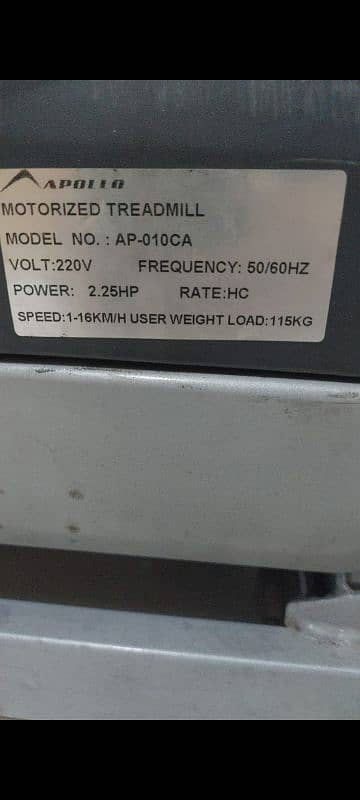 APOLLO
MOTORIZED TREADMILL
MODEL NO. : AP-010CA
VOLT:220V FREQUENCY: 50/60HZ
POWER: 2.25HP RATE:HC
SPEED:1-16KM/H USER WEIGHT LOAD:115KG